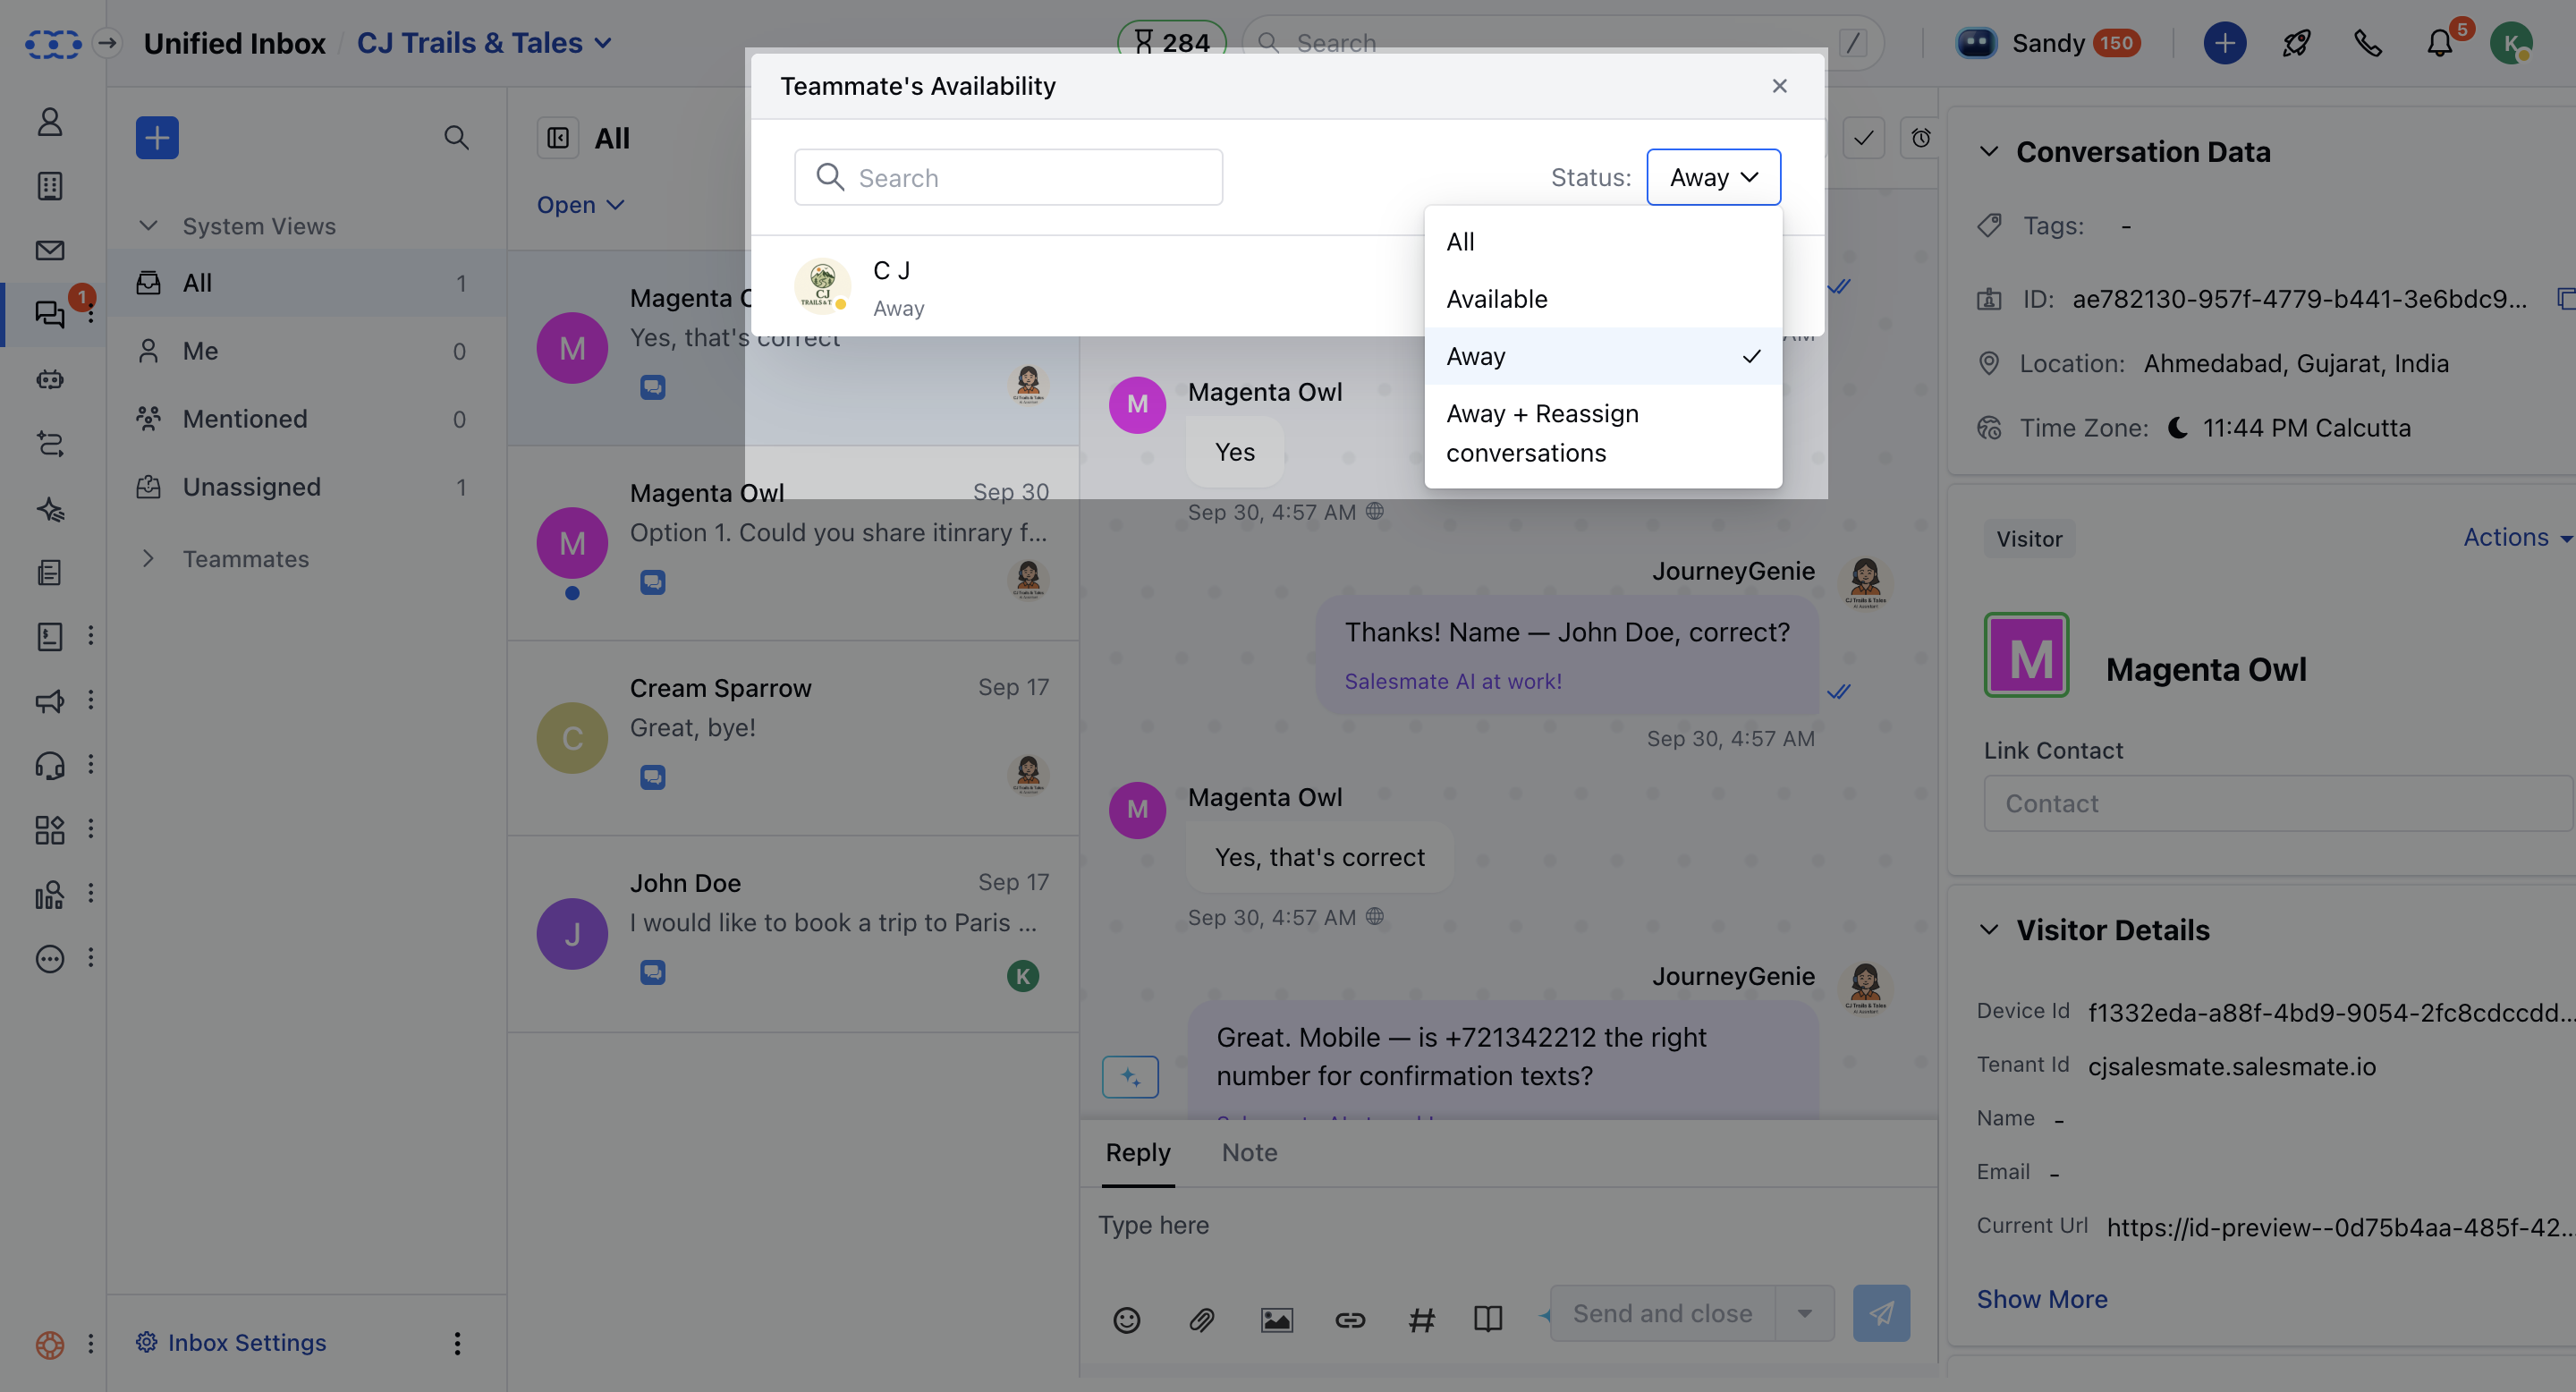 Unified Inbox / CJ Trails & Tales
284
Search /
Sandy 150
5
K
Teammate's Availability
Search
Status: Away
All
Available
Away
Away + Reassign
conversations
C J
Away
CJ
1
System Views
All 1
Me 0
Mentioned 0
Unassigned 1
Teammates
Inbox Settings
All
Open
M
Magenta
Yes, that's correct
M
Magenta Owl Sep 30
Option 1. Could you share itinrary f...
C
Cream Sparrow Sep 17
Great, bye!
J
John Doe Sep 17
I would like to book a trip to Paris ...
K
M
Magenta Owl
Yes
Sep 30, 4:57 AM
JourneyGenie
Thanks! Name — John Doe, correct?
Salesmate AI at work!
Sep 30, 4:57 AM
M
Magenta Owl
Yes, that's correct
Sep 30, 4:57 AM
JourneyGenie
Great. Mobile — is +721342212 the right
number for confirmation texts?
Reply Note
Type here
Send and close
Conversation Data
Tags: -
ID: ae782130-957f-4779-b441-3e6bdc9...
Location: Ahmedabad, Gujarat, India
Time Zone: 11:44 PM Calcutta
Visitor
Actions
M
Magenta Owl
Link Contact
Contact
Visitor Details
Device Id f1332eda-a88f-4bd9-9054-2fc8cdccdd...
Tenant Id cjsalesmate.salesmate.io
Name -
Email -
Current Url https://id-preview--0d75b4aa-485f-42...
Show More